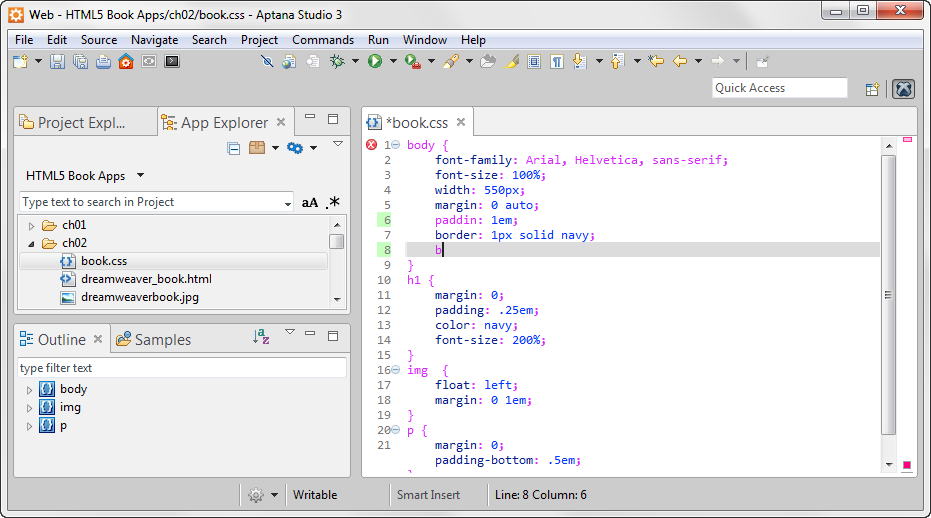 Web - HTML5 Book Apps/ch02/book.css - Aptana Studio 3
File Edit Source Navigate Search Project Commands Run Window Help
Quick Access
Project Expl... App Explorer
HTML5 Book Apps
Type text to search in Project aA .*
ch01
ch02
book.css
dreamweaver_book.html
dreamweaverbook.jpg
Outline Samples
type filter text
body
img
p
*book.css
1 body {
2 font-family: Arial, Helvetica, sans-serif;
3 font-size: 100%;
4 width: 550px;
5 margin: 0 auto;
6 paddin: 1em;
7 border: 1px solid navy;
8 b
9 }
10 h1 {
11 margin: 0;
12 padding: .25em;
13 color: navy;
14 font-size: 200%;
15 }
16 img {
17 float: left;
18 margin: 0 1em;
19 }
20 p {
21 margin: 0;
padding-bottom: .5em;
}
Writable Smart Insert Line: 8 Column: 6